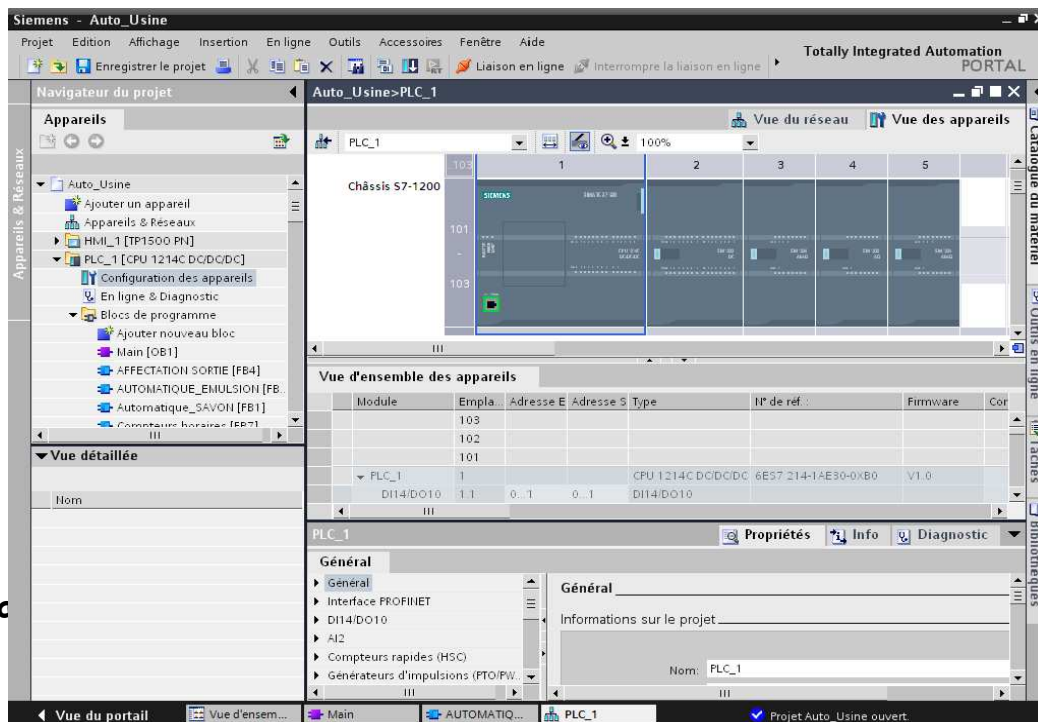 Siemens - Auto_Usine
Projet Edition Affichage Insertion En ligne Outils Accessoires Fenêtre Aide
Totally Integrated Automation
PORTAL
Enregistrer le projet
Liaison en ligne
Interrompre la liaison en ligne
Navigateur du projet
Appareils
Appareils & Réseaux
Auto_Usine
Ajouter un appareil
Appareils & Réseaux
HMI_1 [TP1500 PN]
PLC_1 [CPU 1214C DC/DC/DC]
Configuration des appareils
En ligne & Diagnostic
Blocs de programme
Ajouter nouveau bloc
Main [OB1]
AFFECTATION SORTIE [FB4]
AUTOMATIQUE_EMULSION [FB..
Automatique_SAVON [FB1]
Compteurs horaires [FB7]
Vue détaillée
Nom
Auto_Usine>PLC_1
Vue du réseau
Vue des appareils
PLC_1
100%
103 1 2 3 4 5
Châssis S7-1200
SIEMENS
101
-
103
Vue d'ensemble des appareils
Module Empla.. Adresse E Adresse S Type N° de réf. : Firmware Cor
103
102
101
PLC_1 1 CPU 1214C DC/DC/DC 6ES7 214-1AE30-0XB0 V1.0
DI14/DO10 1.1 0...1 0...1 DI14/DO10
PLC_1
Propriétés
Info
Diagnostic
Général
Général
Interface PROFINET
DI14/DO10
AI2
Compteurs rapides (HSC)
Générateurs d'impulsions (PTO/PW..
Général
Informations sur le projet
Nom: PLC_1
Catalogue du matériel
Outils en ligne
Tâches
Bibliothèques
Vue du portail
Vue d'ensem...
Main
AUTOMATIQ...
PLC_1
Projet Auto_Usine ouvert.